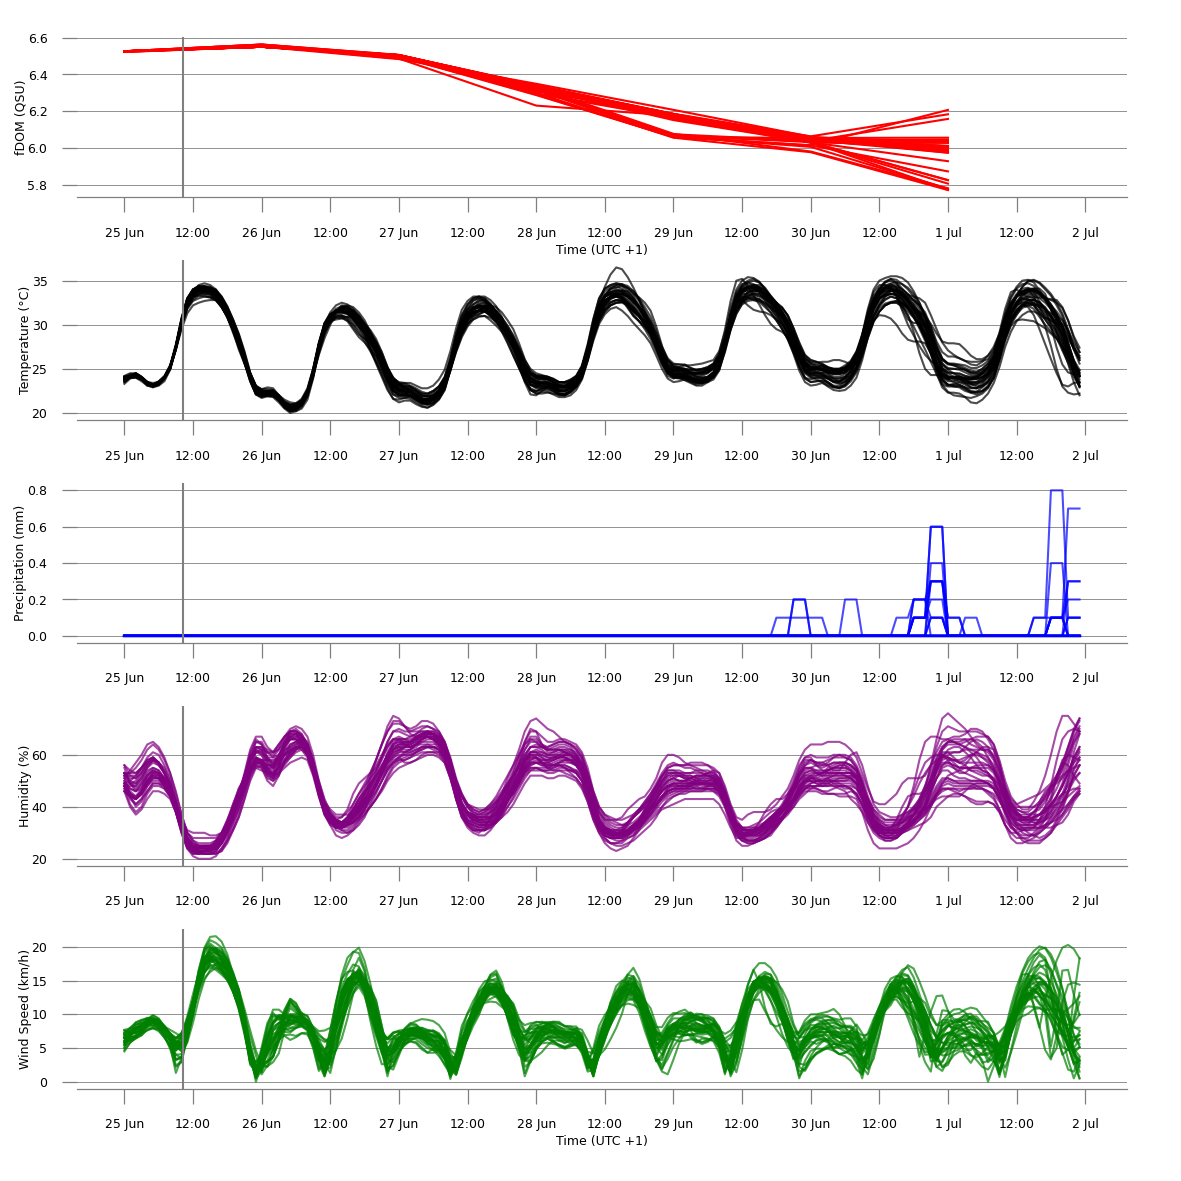 fDOM (QSU)
6.6
6.4
6.2
6.0
5.8
25 Jun 12:00 26 Jun 12:00 27 Jun 12:00 28 Jun 12:00 29 Jun 12:00 30 Jun 12:00 1 Jul 12:00 2 Jul
Time (UTC +1)
Temperature (°C)
35
30
25
20
25 Jun 12:00 26 Jun 12:00 27 Jun 12:00 28 Jun 12:00 29 Jun 12:00 30 Jun 12:00 1 Jul 12:00 2 Jul
Precipitation (mm)
0.8
0.6
0.4
0.2
0.0
25 Jun 12:00 26 Jun 12:00 27 Jun 12:00 28 Jun 12:00 29 Jun 12:00 30 Jun 12:00 1 Jul 12:00 2 Jul
Humidity (%)
60
40
20
25 Jun 12:00 26 Jun 12:00 27 Jun 12:00 28 Jun 12:00 29 Jun 12:00 30 Jun 12:00 1 Jul 12:00 2 Jul
Wind Speed (km/h)
20
15
10
5
0
25 Jun 12:00 26 Jun 12:00 27 Jun 12:00 28 Jun 12:00 29 Jun 12:00 30 Jun 12:00 1 Jul 12:00 2 Jul
Time (UTC +1)